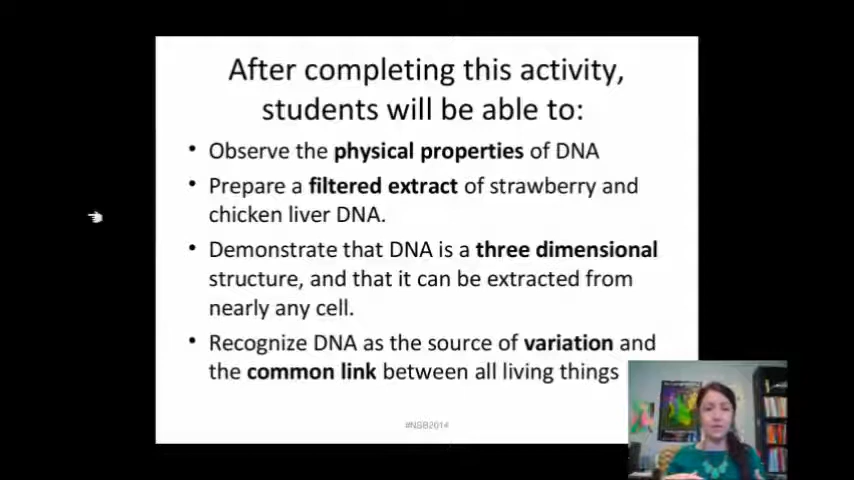 After completing this activity,
students will be able to:
• Observe the physical properties of DNA
• Prepare a filtered extract of strawberry and
chicken liver DNA.
• Demonstrate that DNA is a three dimensional
structure, and that it can be extracted from
nearly any cell.
• Recognize DNA as the source of variation and
the common link between all living things
#NSB2014